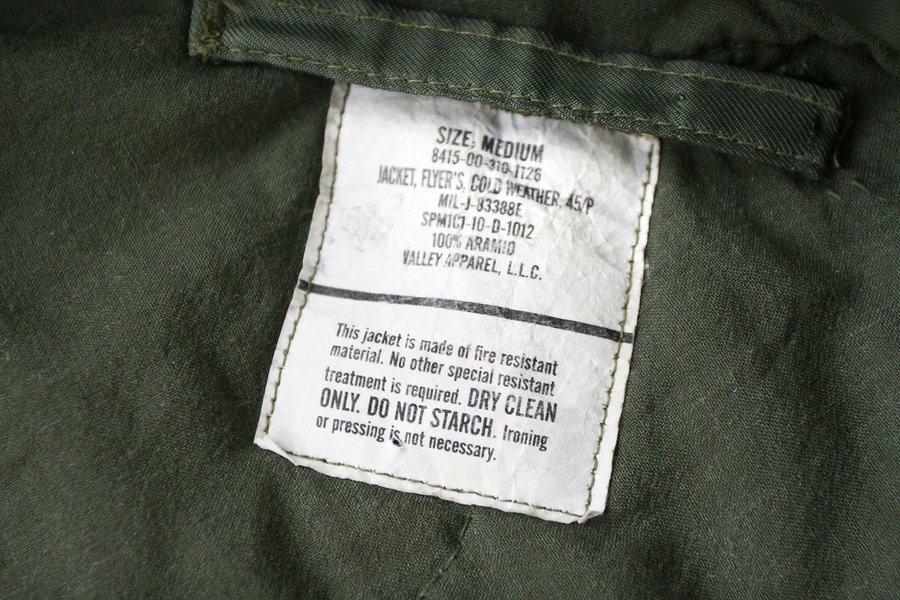 SIZE: MEDIUM
8415-00-310-1126
JACKET, FLYER'S, COLD WEATHER, 45/P
MIL-J-83388E
SPM1C1-10-D-1012
100% ARAMID
VALLEY APPAREL, L.L.C.
This jacket is made of fire resistant
material. No other special resistant
treatment is required. DRY CLEAN
ONLY. DO NOT STARCH. Ironing
or pressing is not necessary.